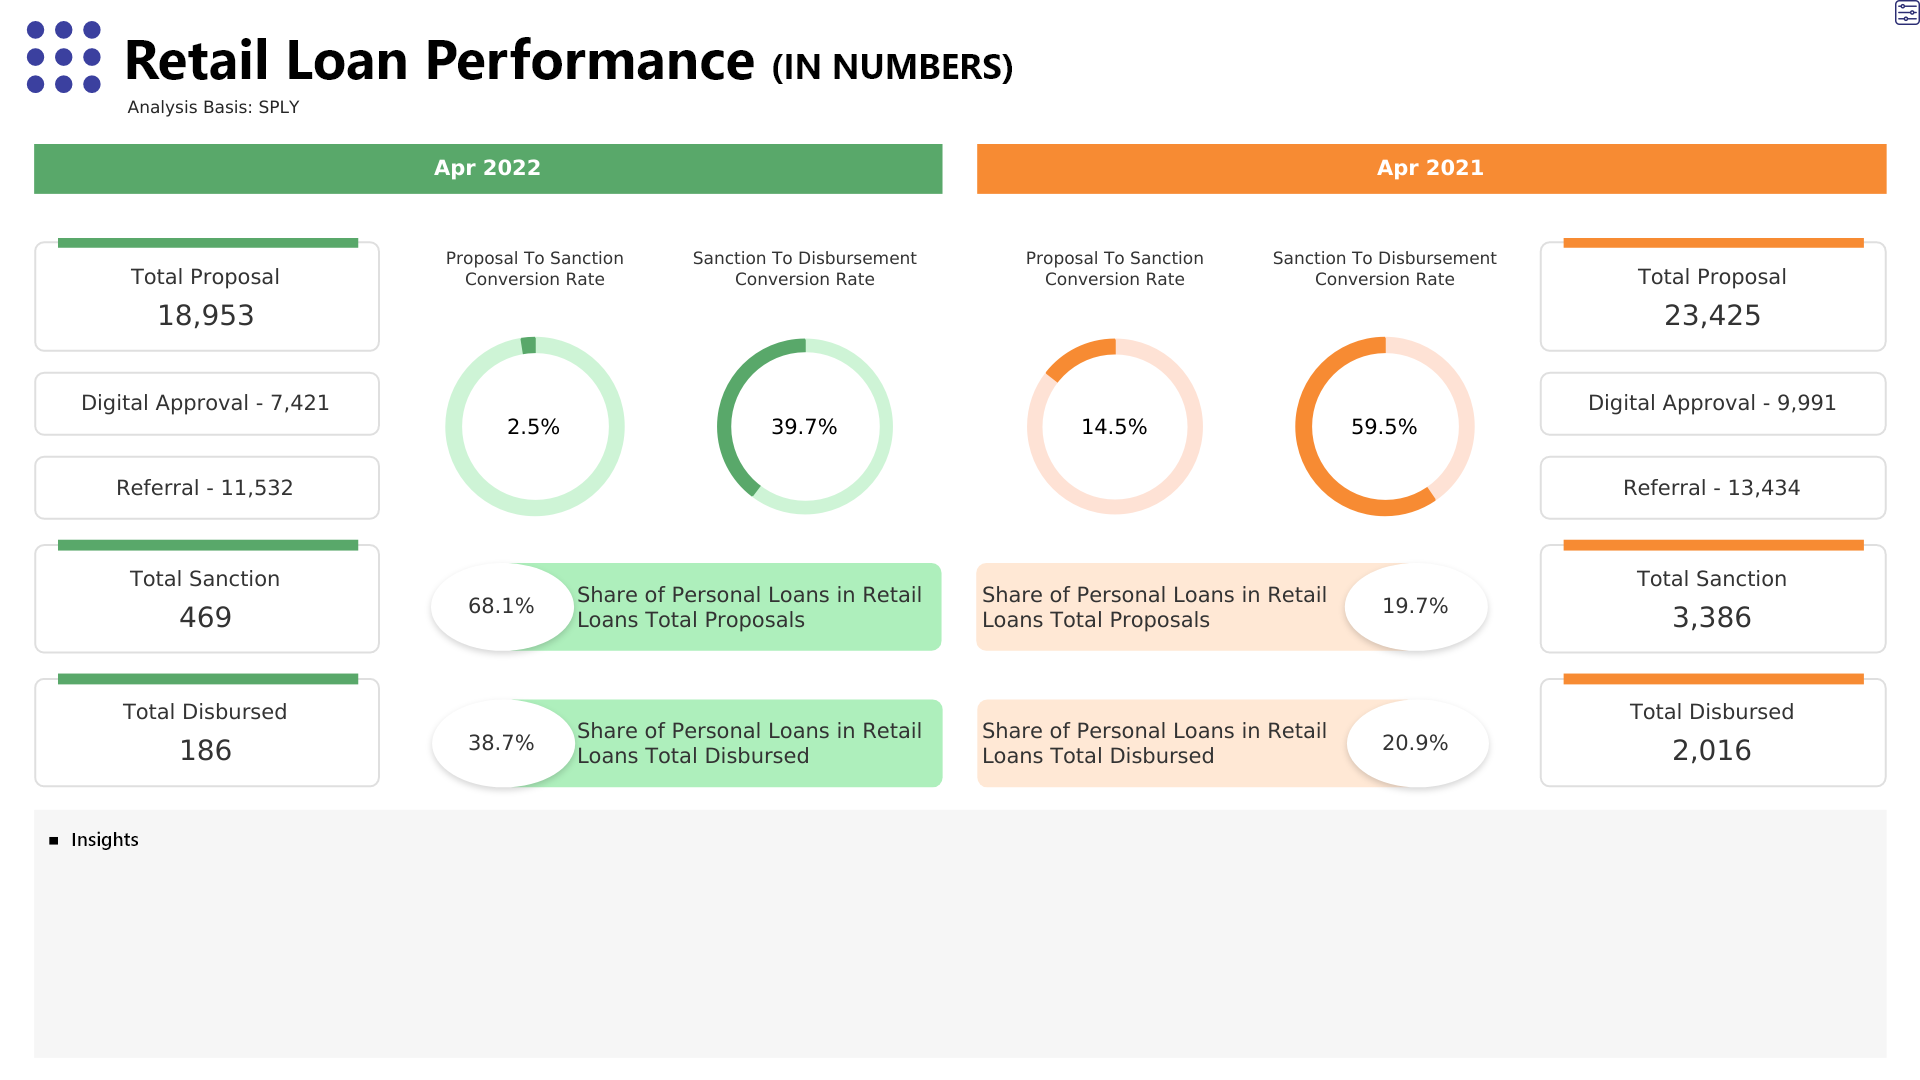 Retail Loan Performance (IN NUMBERS)
Analysis Basis: SPLY
Apr 2022
Apr 2021
Total Proposal
18,953
Digital Approval - 7,421
Referral - 11,532
Total Sanction
469
Total Disbursed
186
Proposal To Sanction
Conversion Rate
2.5%
Sanction To Disbursement
Conversion Rate
39.7%
68.1%
Share of Personal Loans in Retail
Loans Total Proposals
38.7%
Share of Personal Loans in Retail
Loans Total Disbursed
Proposal To Sanction
Conversion Rate
14.5%
Sanction To Disbursement
Conversion Rate
59.5%
Share of Personal Loans in Retail
Loans Total Proposals
19.7%
Share of Personal Loans in Retail
Loans Total Disbursed
20.9%
Total Proposal
23,425
Digital Approval - 9,991
Referral - 13,434
Total Sanction
3,386
Total Disbursed
2,016
Insights